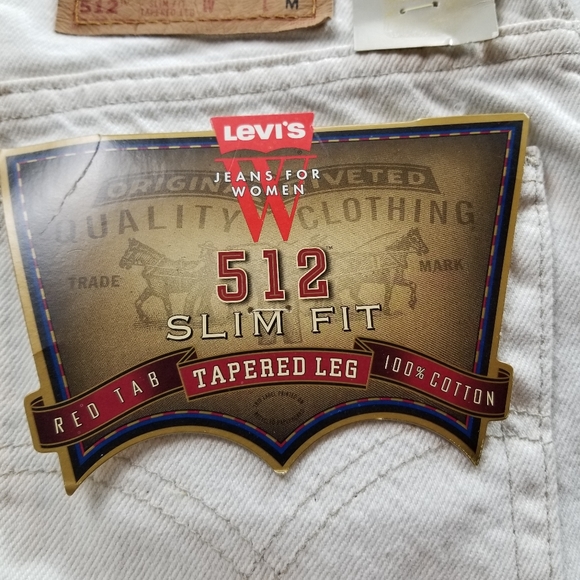 512
M
LEVI'S
JEANS FOR
WOMEN
W
ORIGINAL RIVETED
QUALITY CLOTHING
TRADE MARK
512™
SLIM FIT
RED TAB TAPERED LEG 100% COTTON